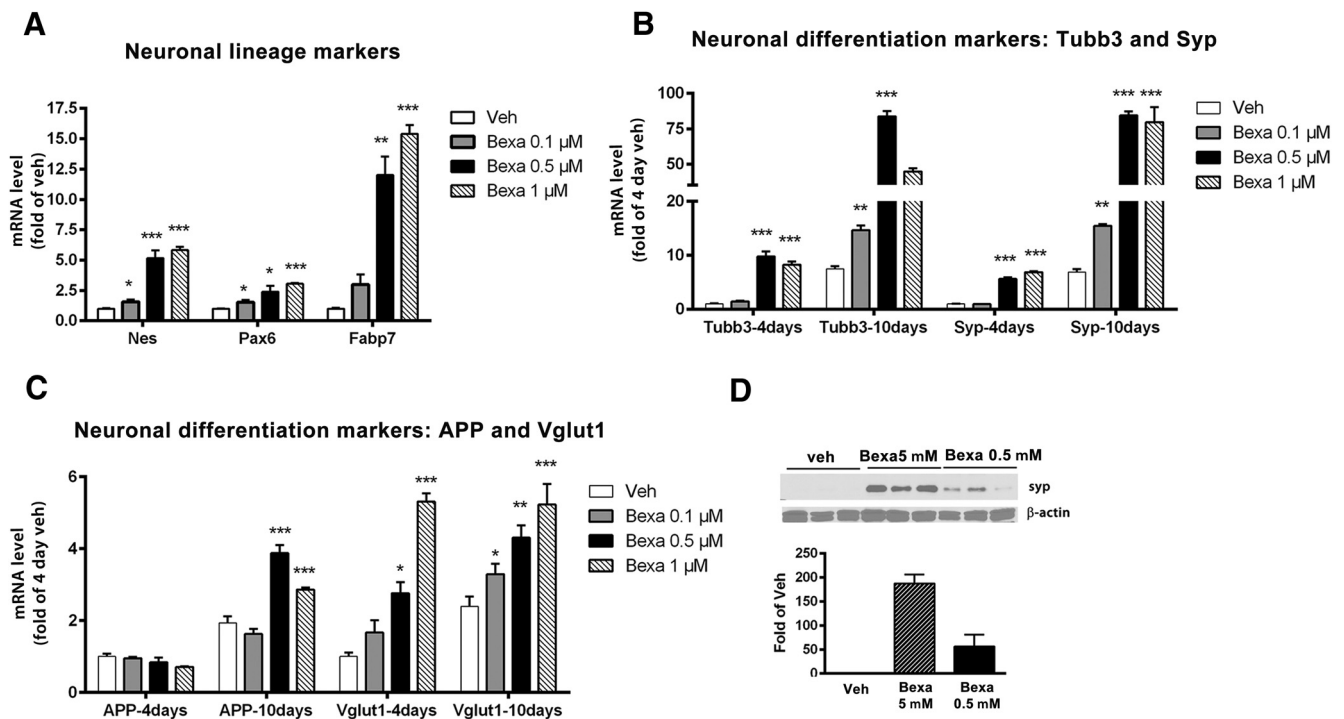 A
Neuronal lineage markers
mRNA level
(fold of veh)
17.5
15.0
12.5
10.0
7.5
5.0
2.5
0.0
*
***
***
*
*
***
**
***
Nes
Pax6
Fabp7
Veh
Bexa 0.1 µM
Bexa 0.5 µM
Bexa 1 µM
B
Neuronal differentiation markers: Tubb3 and Syp
mRNA level
(fold of 4 day veh)
100
75
50
20
10
0
***
***
**
***
***
***
**
***
***
Tubb3-4days
Tubb3-10days
Syp-4days
Syp-10days
Veh
Bexa 0.1 µM
Bexa 0.5 µM
Bexa 1 µM
C
Neuronal differentiation markers: APP and Vglut1
mRNA level
(fold of 4 day veh)
6
4
2
0
***
***
*
***
*
**
***
APP-4days
APP-10days
Vglut1-4days
Vglut1-10days
Veh
Bexa 0.1 µM
Bexa 0.5 µM
Bexa 1 µM
D
veh
Bexa5 mM
Bexa 0.5 mM
syp
β-actin
Fold of Veh
250
200
150
100
50
0
Veh
Bexa
5 mM
Bexa
0.5 mM